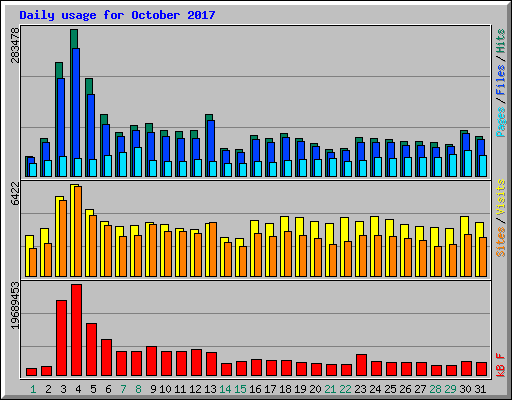 Daily usage for October 2017
283478
Pages / Files / Hits
6422
Sites / Visits
19689453
kB F
1 2 3 4 5 6 7 8 9 10 11 12 13 14 15 16 17 18 19 20 21 22 23 24 25 26 27 28 29 30 31